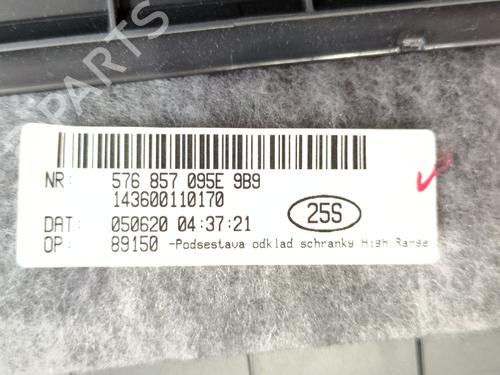 PARTS
NR: 576 857 095E 9B9
143600110170
DAT: 050620 04:37:21
25S
OP: 89150 -Podsestava odklad schranky High Range